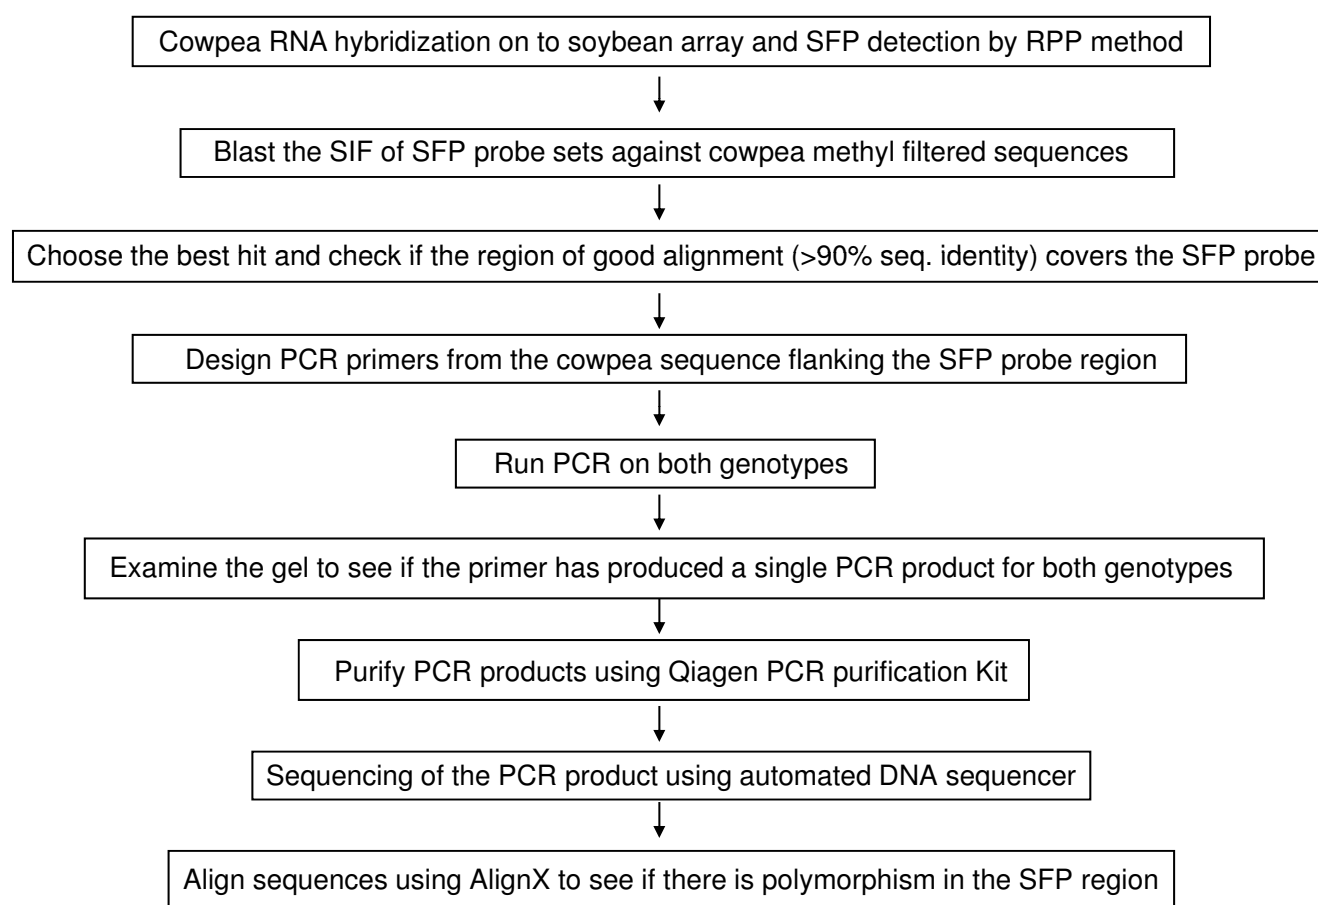 Cowpea RNA hybridization on to soybean array and SFP detection by RPP method
Blast the SIF of SFP probe sets against cowpea methyl filtered sequences
Choose the best hit and check if the region of good alignment (>90% seq. identity) covers the SFP probe
Design PCR primers from the cowpea sequence flanking the SFP probe region
Run PCR on both genotypes
Examine the gel to see if the primer has produced a single PCR product for both genotypes
Purify PCR products using Qiagen PCR purification Kit
Sequencing of the PCR product using automated DNA sequencer
Align sequences using AlignX to see if there is polymorphism in the SFP region